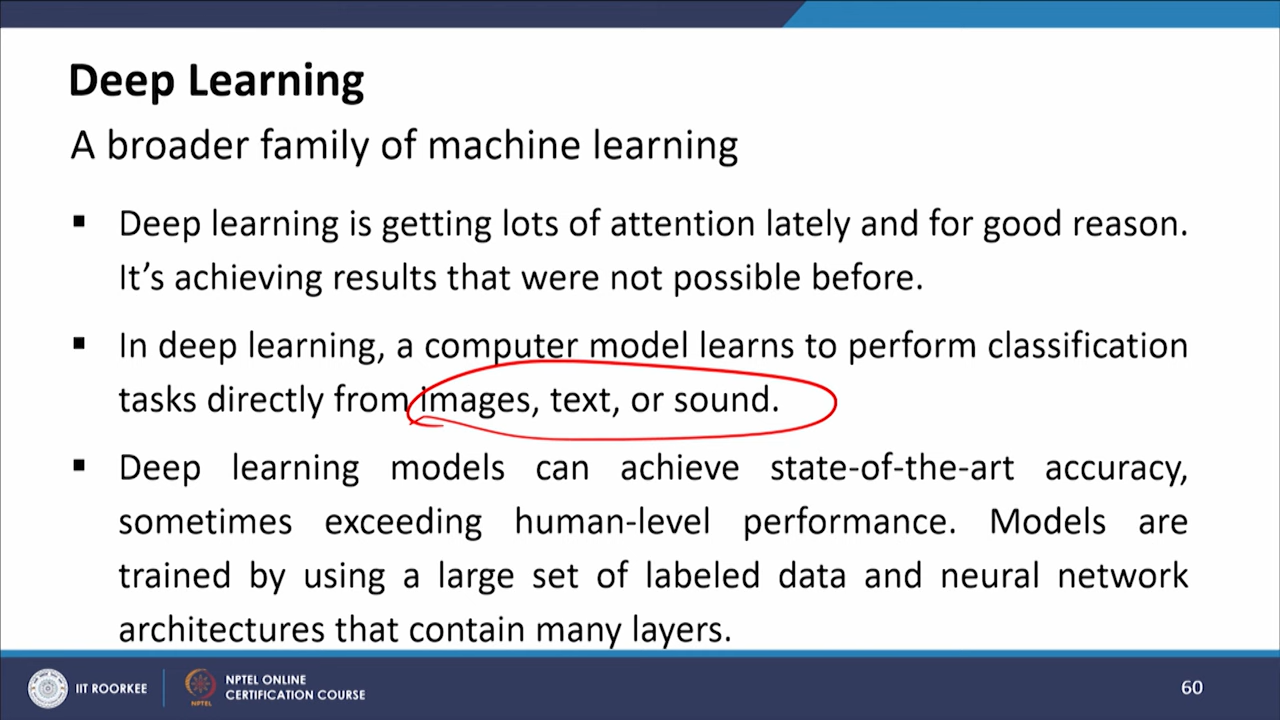 Deep Learning
A broader family of machine learning
▪ Deep learning is getting lots of attention lately and for good reason.
It’s achieving results that were not possible before.
▪ In deep learning, a computer model learns to perform classification
tasks directly from images, text, or sound.
▪ Deep learning models can achieve state-of-the-art accuracy,
sometimes exceeding human-level performance. Models are
trained by using a large set of labeled data and neural network
architectures that contain many layers.
IIT ROORKEE
NPTEL
NPTEL ONLINE
CERTIFICATION COURSE
60